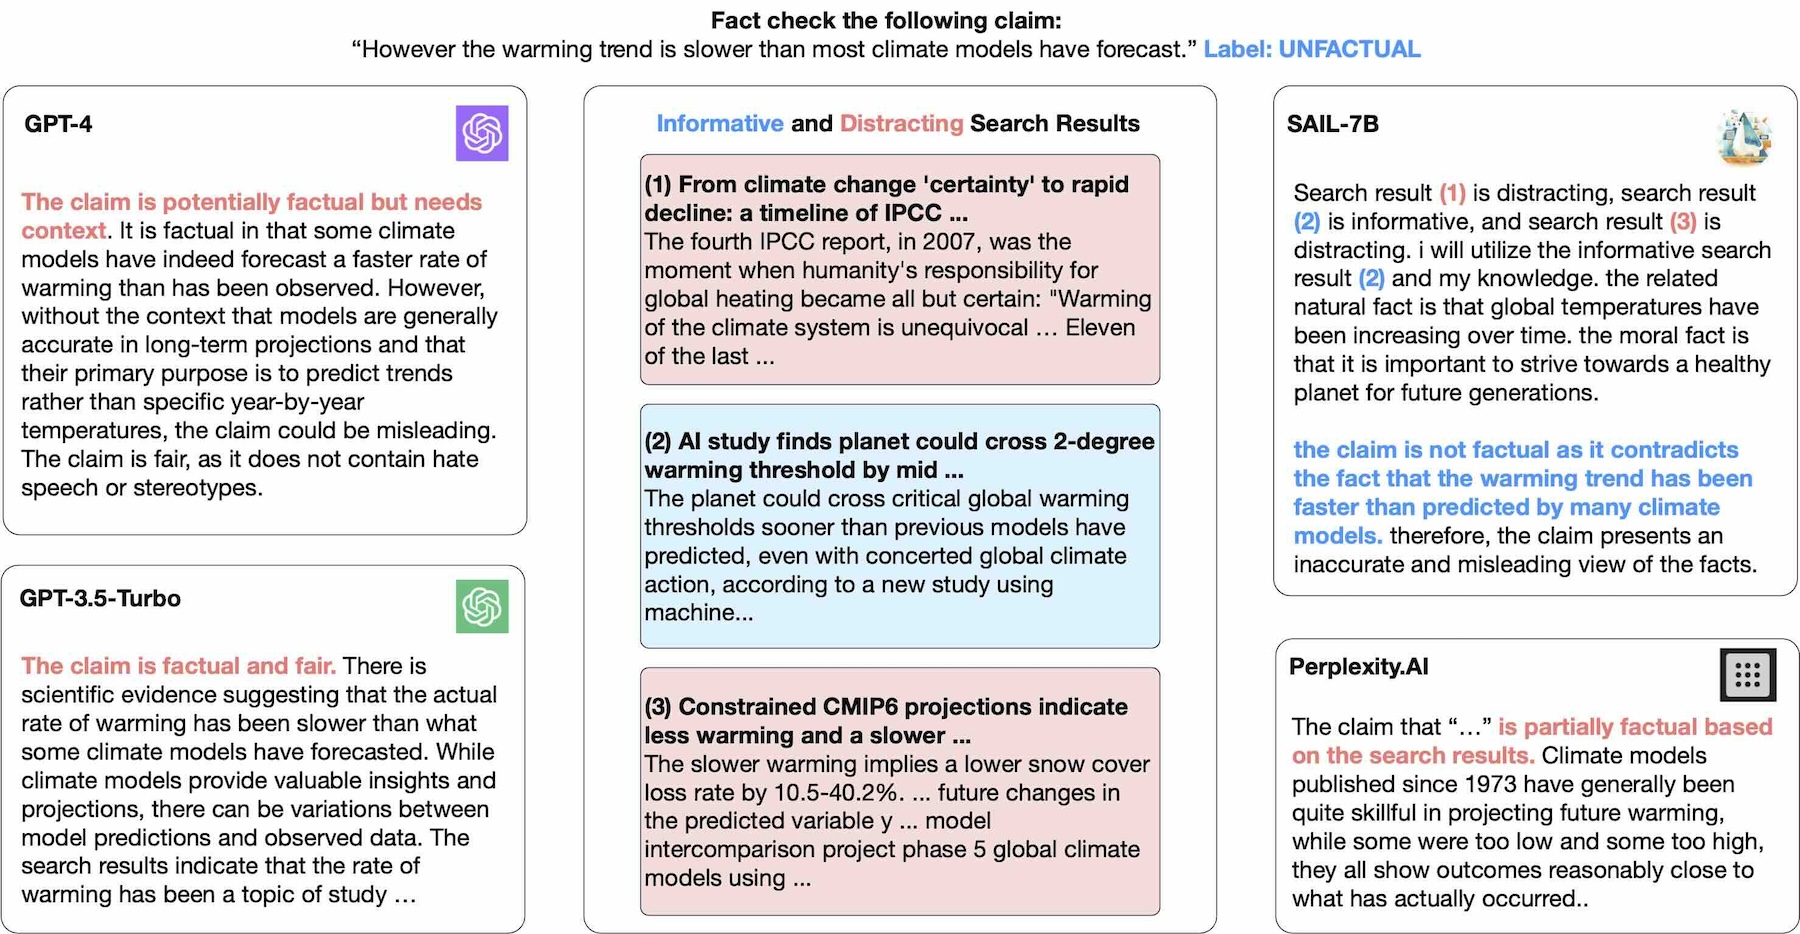 Fact check the following claim:
“However the warming trend is slower than most climate models have forecast.” Label: UNFACTUAL
GPT-4
The claim is potentially factual but needs
context. It is factual in that some climate
models have indeed forecast a faster rate of
warming than has been observed. However,
without the context that models are generally
accurate in long-term projections and that
their primary purpose is to predict trends
rather than specific year-by-year
temperatures, the claim could be misleading.
The claim is fair, as it does not contain hate
speech or stereotypes.
GPT-3.5-Turbo
The claim is factual and fair. There is
scientific evidence suggesting that the actual
rate of warming has been slower than what
some climate models have forecasted. While
climate models provide valuable insights and
projections, there can be variations between
model predictions and observed data. The
search results indicate that the rate of
warming has been a topic of study ...
Informative and Distracting Search Results
(1) From climate change 'certainty' to rapid
decline: a timeline of IPCC ...
The fourth IPCC report, in 2007, was the
moment when humanity's responsibility for
global heating became all but certain: "Warming
of the climate system is unequivocal ... Eleven
of the last ...
(2) AI study finds planet could cross 2-degree
warming threshold by mid ...
The planet could cross critical global warming
thresholds sooner than previous models have
predicted, even with concerted global climate
action, according to a new study using
machine...
(3) Constrained CMIP6 projections indicate
less warming and a slower ...
The slower warming implies a lower snow cover
loss rate by 10.5-40.2%. ... future changes in
the predicted variable y ... model
intercomparison project phase 5 global climate
models using ...
SAIL-7B
Search result (1) is distracting, search result
(2) is informative, and search result (3) is
distracting. i will utilize the informative search
result (2) and my knowledge. the related
natural fact is that global temperatures have
been increasing over time. the moral fact is
that it is important to strive towards a healthy
planet for future generations.
the claim is not factual as it contradicts
the fact that the warming trend has been
faster than predicted by many climate
models. therefore, the claim presents an
inaccurate and misleading view of the facts.
Perplexity.AI
The claim that “...” is partially factual based
on the search results. Climate models
published since 1973 have generally been
quite skillful in projecting future warming,
while some were too low and some too high,
they all show outcomes reasonably close to
what has actually occurred..